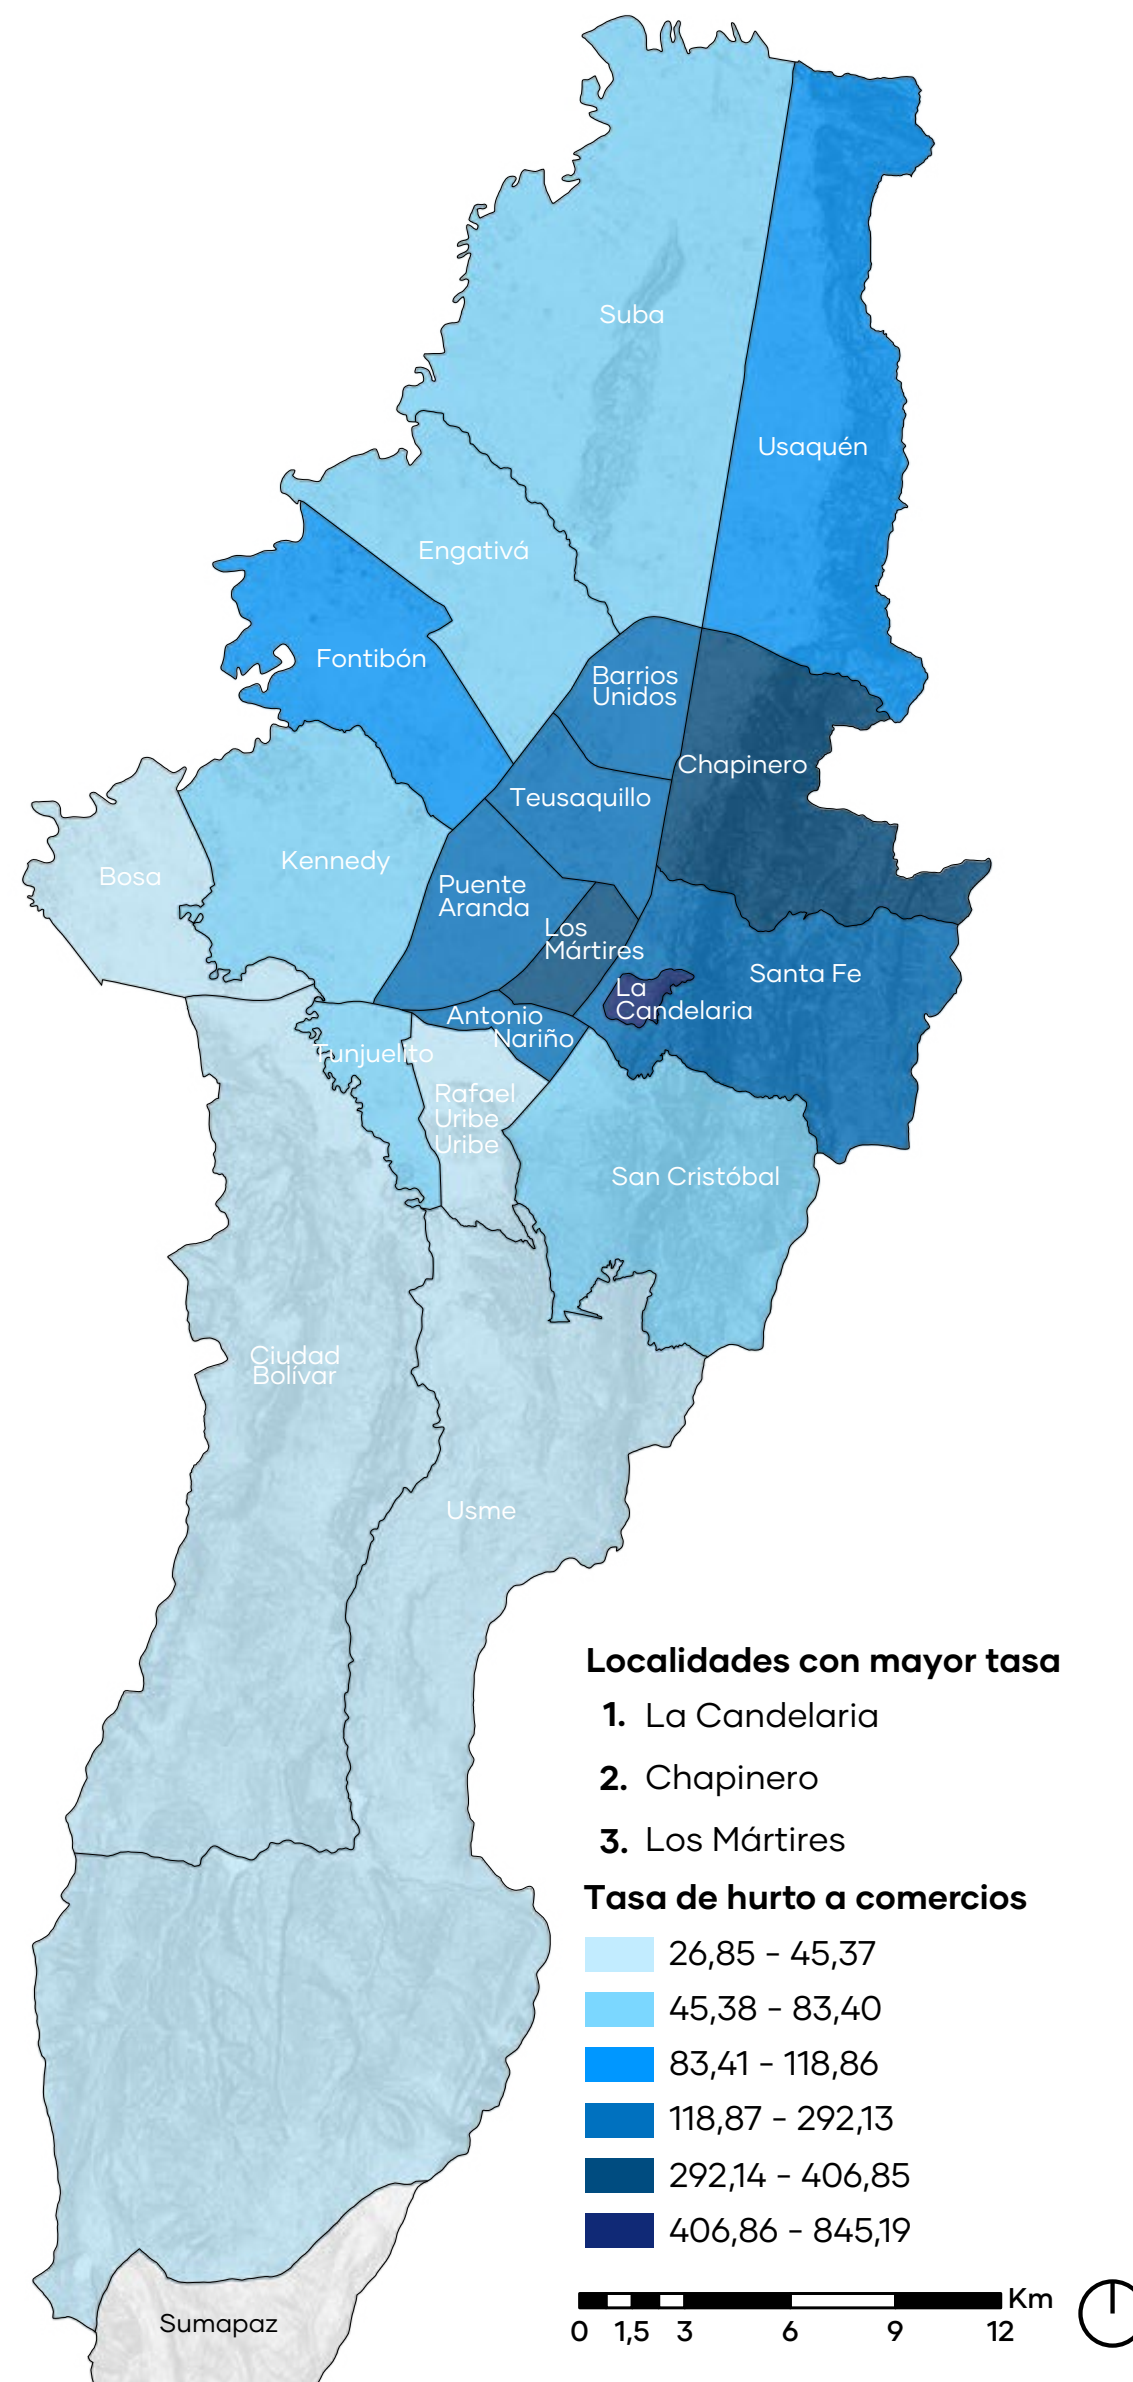 Suba
Usaquén
Engativá
Fontibón
Barrios
Unidos
Chapinero
Teusaquillo
Kennedy
Bosa
Puente
Aranda
Los
Mártires
Santa Fe
La
Candelaria
Antonio
Nariño
Tunjuelito
Rafael
Uribe
Uribe
San Cristóbal
Ciudad
Bolívar
Usme
Localidades con mayor tasa
1. La Candelaria
2. Chapinero
3. Los Mártires
Tasa de hurto a comercios
26,85 - 45,37
45,38 - 83,40
83,41 - 118,86
118,87 - 292,13
292,14 - 406,85
406,86 - 845,19
Km
0 1,5 3 6 9 12
Sumapaz